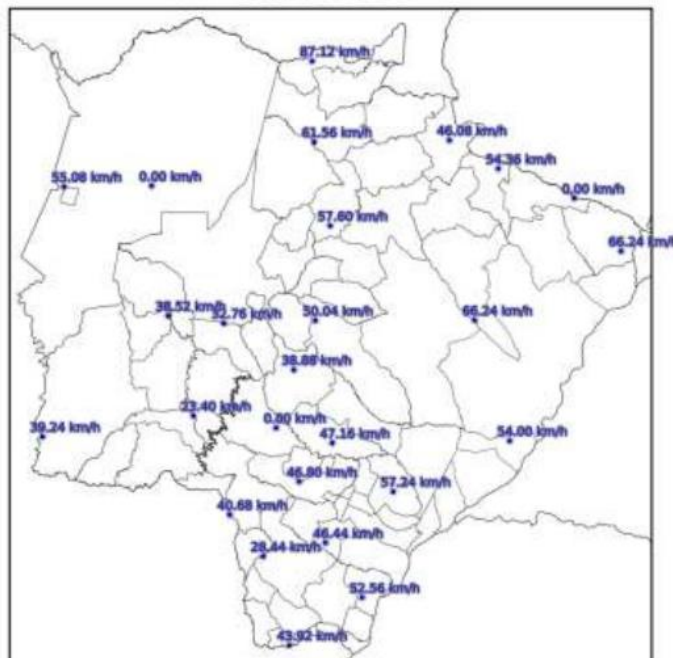 87.12 km/h
61.56 km/h
46.08 km/h
54.36 km/h
55.08 km/h
0.00 km/h
0.00 km/h
57.60 km/h
66.24 km/h
38.52 km/h
32.76 km/h
50.04 km/h
66.24 km/h
38.88 km/h
23.40 km/h
0.00 km/h
39.24 km/h
47.16 km/h
54.00 km/h
46.80 km/h
57.24 km/h
40.68 km/h
46.44 km/h
28.44 km/h
52.56 km/h
43.92 km/h